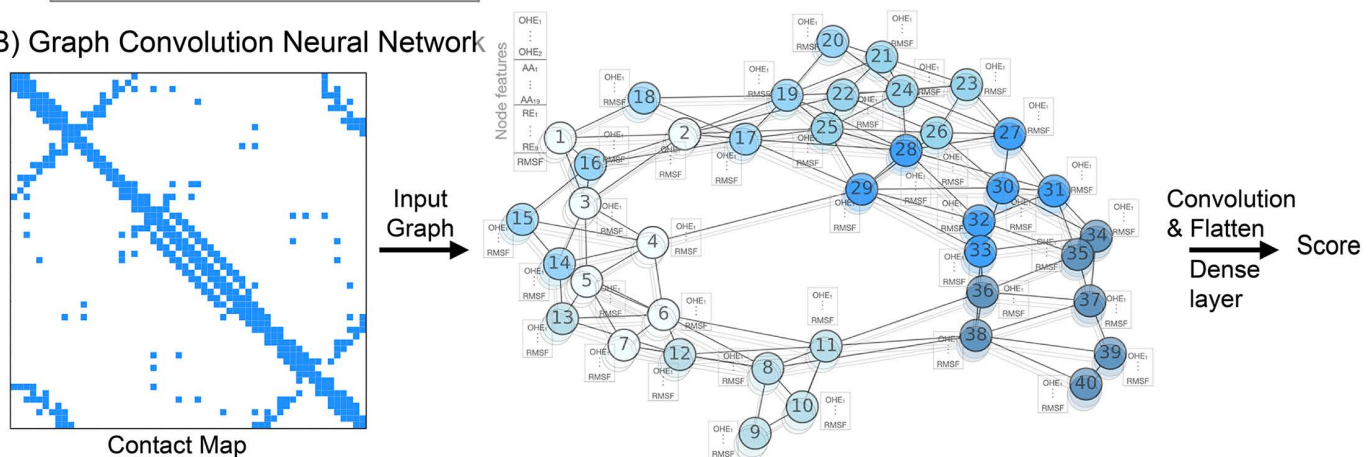 3) Graph Convolution Neural Network
Contact Map
Input
Graph
Node features
OHE₁
⋮
OHE₂
AA₁
⋮
AA₁₉
RE₁
⋮
RMSF
OHE₁
⋮
RMSF
1
2
3
4
5
6
7
8
9
10
11
12
13
14
15
16
17
18
19
20
21
22
23
24
25
26
27
28
29
30
31
32
33
34
35
36
37
38
39
40
Convolution
& Flatten
Dense
layer
Score